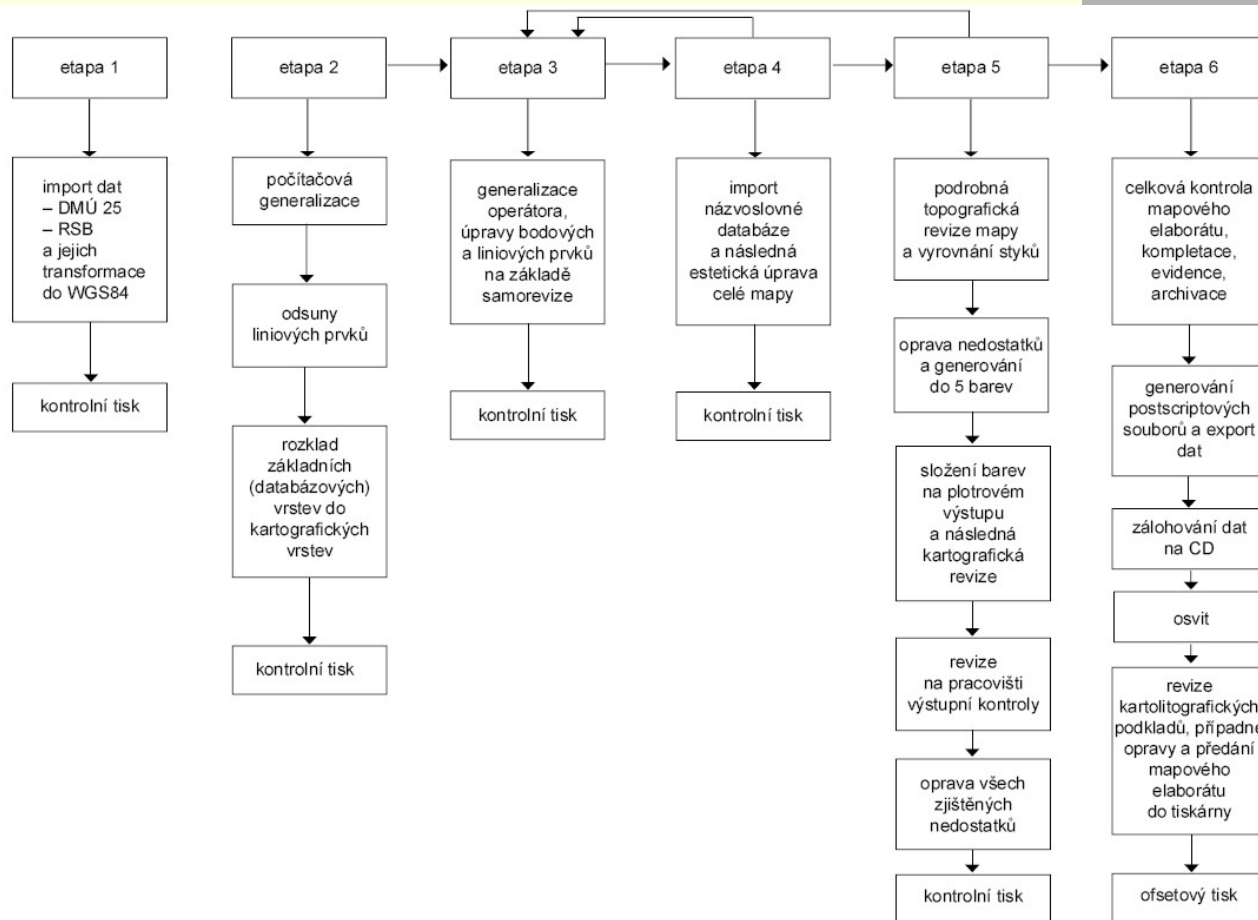 etapa 1
import dat
– DMÚ 25
– RSB
a jejich
transformace
do WGS84
kontrolní tisk
etapa 2
počítačová
generalizace
odsuny
liniových prvků
rozklad
základních
(databázových)
vrstev do
kartografických
vrstev
kontrolní tisk
etapa 3
generalizace
operátora,
úpravy bodových
a liniových prvků
na základě
samorevize
kontrolní tisk
etapa 4
import
názvoslovné
databáze
a následná
estetická úprava
celé mapy
kontrolní tisk
etapa 5
podrobná
topografická
revize mapy
a vyrovnání styků
oprava nedostatků
a generování
do 5 barev
složení barev
na plotrovém
výstupu
a následná
kartografická
revize
revize
na pracovišti
výstupní kontroly
oprava všech
zjištěných
nedostatků
kontrolní tisk
etapa 6
celková kontrola
mapového
elaborátu,
kompletace,
evidence,
archivace
generování
postscriptových
souborů a export
dat
zálohování dat
na CD
osvit
revize
kartolitografických
podkladů, případné
opravy a předání
mapového
elaborátu
do tiskárny
ofsetový tisk